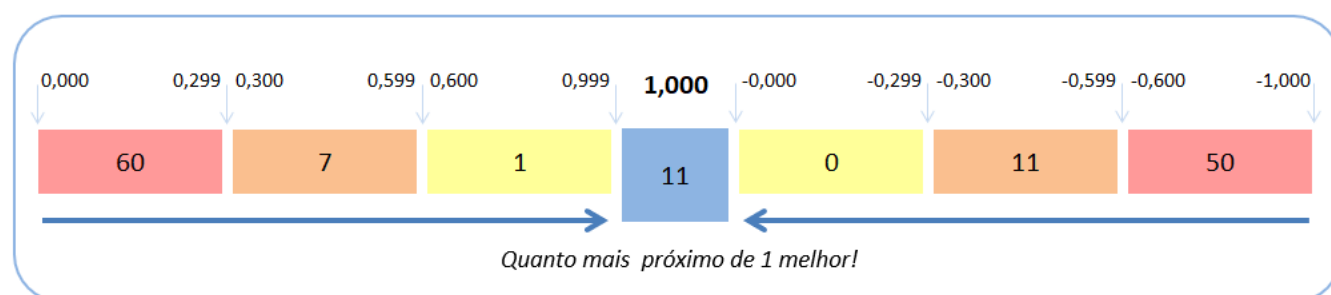 0,000 0,299 0,300 0,599 0,600 0,999 1,000 -0,000 -0,299 -0,300 -0,599 -0,600 -1,000
60 7 1 11 0 11 50
Quanto mais próximo de 1 melhor!